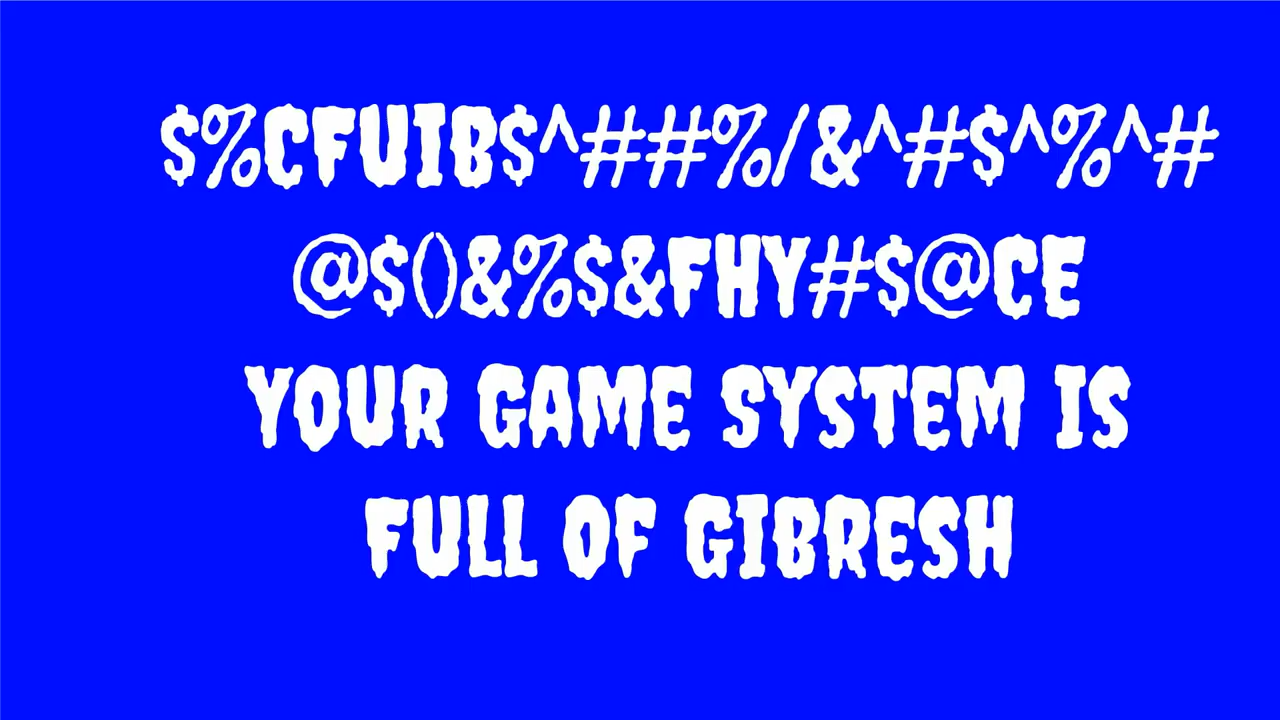 $%CFUIB$^##%/&^#$^%^#
@$()&%$&FHY#$@CE
YOUR GAME SYSTEM IS
FULL OF GIBRESH